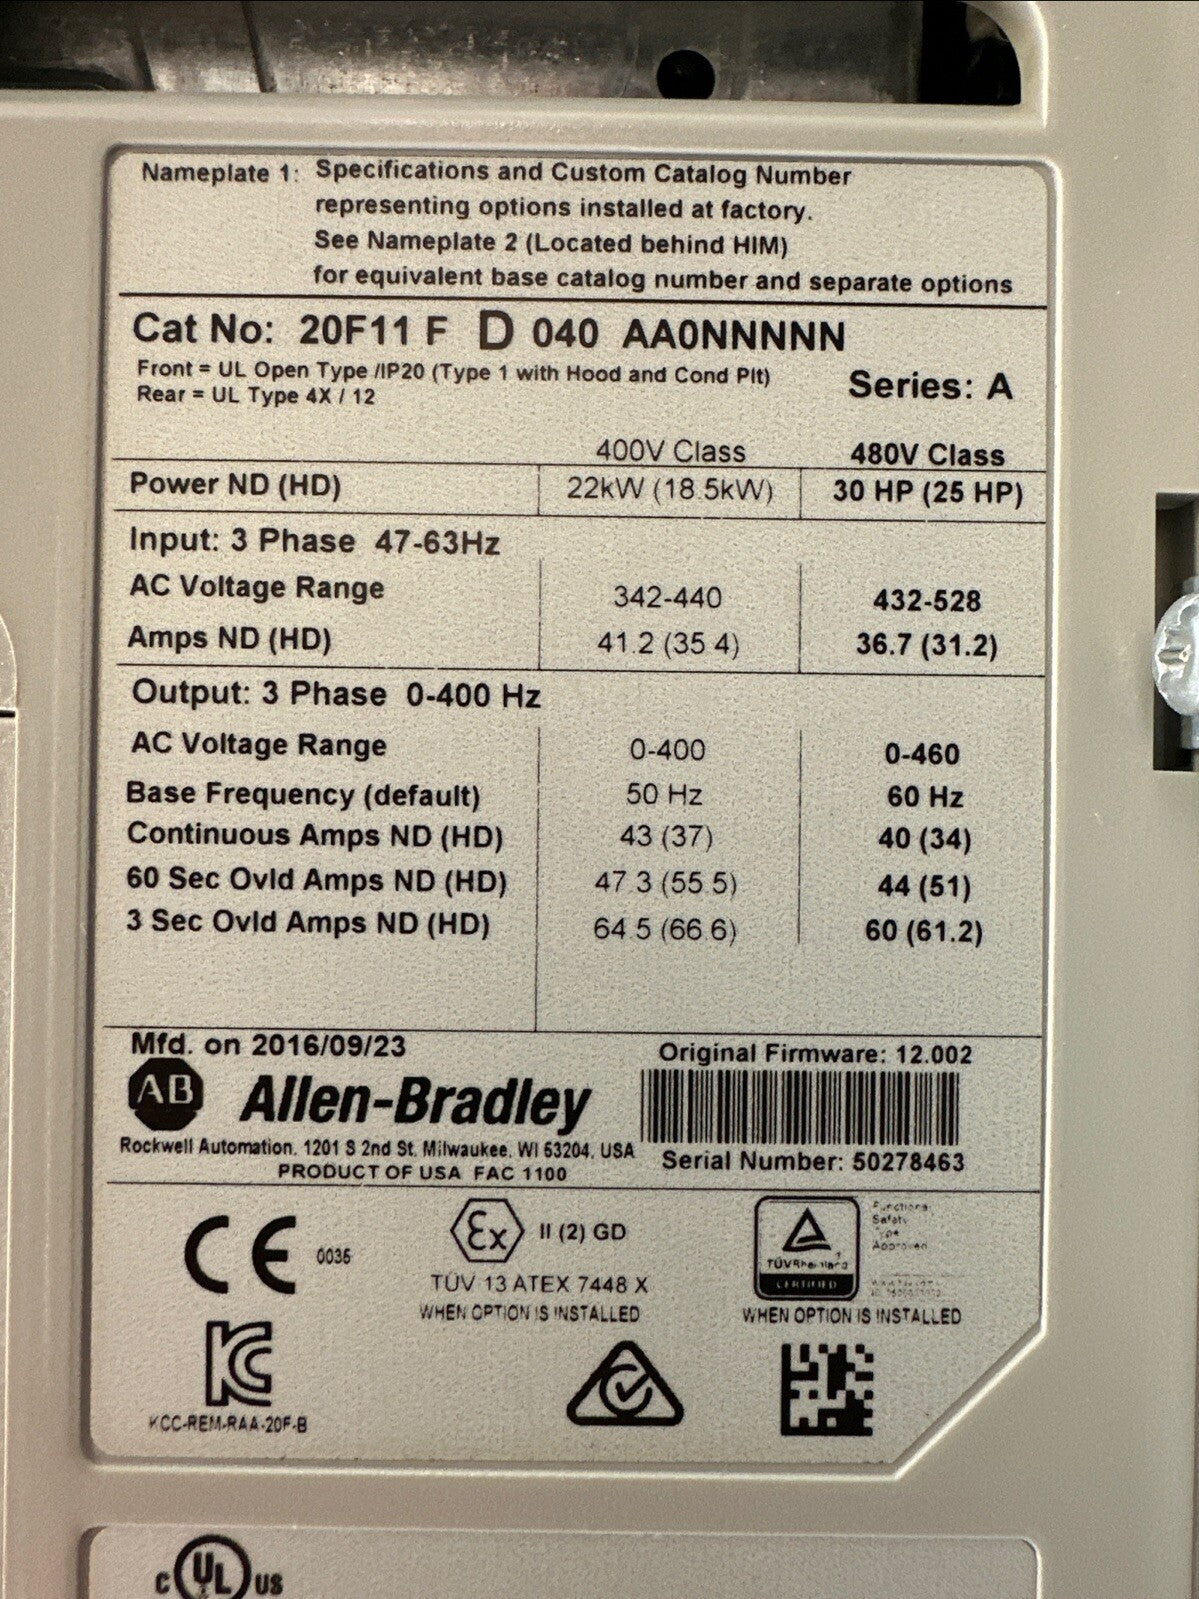 Nameplate 1: Specifications and Custom Catalog Number
representing options installed at factory.
See Nameplate 2 (Located behind HIM)
for equivalent base catalog number and separate options
Cat No: 20F11 F D 040 AA0NNNNN
Front = UL Open Type /IP20 (Type 1 with Hood and Cond Plt)
Rear = UL Type 4X / 12
Series: A
400V Class 480V Class
Power ND (HD) 22kW (18.5kW) 30 HP (25 HP)
Input: 3 Phase 47-63Hz
AC Voltage Range 342-440 432-528
Amps ND (HD) 41.2 (35 4) 36.7 (31.2)
Output: 3 Phase 0-400 Hz
AC Voltage Range 0-400 0-460
Base Frequency (default) 50 Hz 60 Hz
Continuous Amps ND (HD) 43 (37) 40 (34)
60 Sec Ovld Amps ND (HD) 47 3 (55 5) 44 (51)
3 Sec Ovld Amps ND (HD) 64 5 (66 6) 60 (61.2)
Mfd. on 2016/09/23
Original Firmware: 12.002
AB Allen-Bradley
Rockwell Automation. 1201 S 2nd St. Milwaukee. WI 53204. USA
PRODUCT OF USA FAC 1100
Serial Number: 50278463
CE 0035
Ex II (2) GD
TÜV 13 ATEX 7448 X
WHEN OPTION IS INSTALLED
TÜVRheinland
CERTIFIED
Functional
Safety
Type
Approved
WHEN OPTION IS INSTALLED
KC
KCC-REM-RAA-20F-B
c UL US